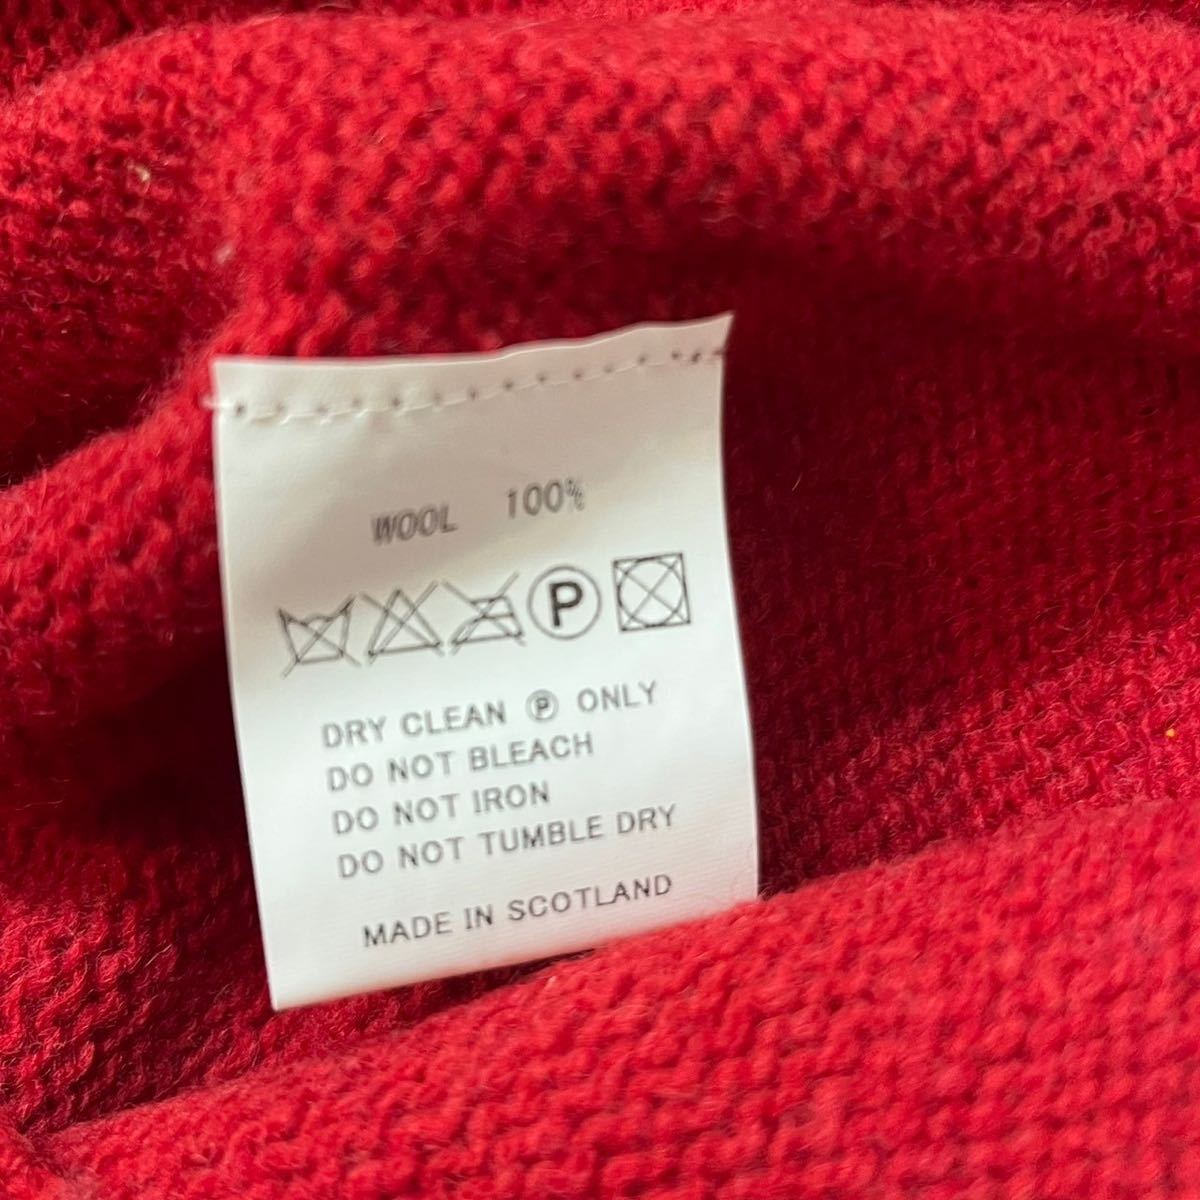 WOOL 100%
P
DRY CLEAN Ⓟ ONLY
DO NOT BLEACH
DO NOT IRON
DO NOT TUMBLE DRY
MADE IN SCOTLAND